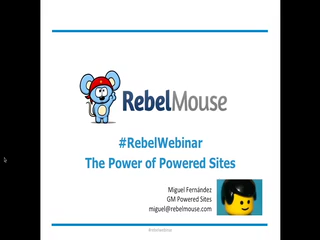 RebelMouse
#RebelWebinar
The Power of Powered Sites
Miguel Fernández
GM Powered Sites
miguel@rebelmouse.com